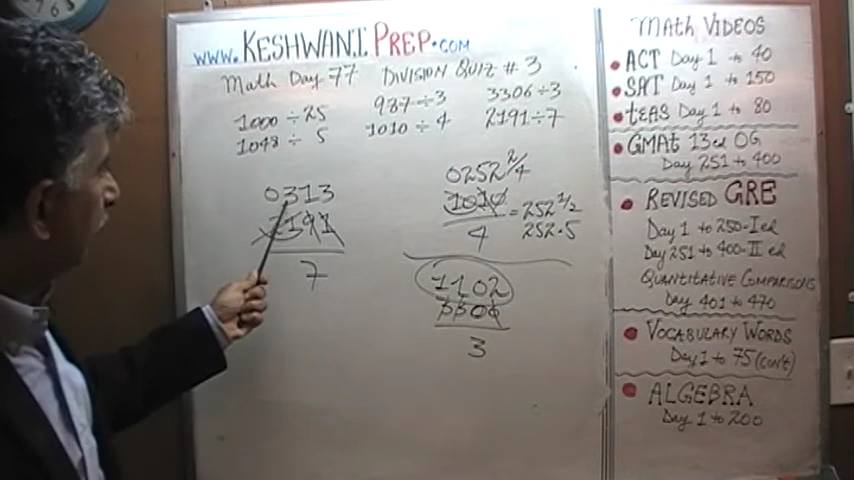 www.KESHWANIPREP.COM
Math Day 77 DIVISION QUIZ # 3
1000 ÷ 25 987 ÷ 3 3306 ÷ 3
1048 ÷ 5 1010 ÷ 4 2191 ÷ 7
0313
2191
7
0252 2/4
1010
4
= 252 1/2
252.5
1102
3306
3
Math VIDEOS
ACT Day 1 to 40
SAT Day 1 to 150
tEAS Day 1 to 80
GMAt 13ed OG
Day 251 to 400
REVISED GRE
Day 1 to 250-I ed
Day 251 to 400-II ed
QUANTITATIVE COMPARISONS
Day 401 to 470
VOCABULARY WORDS
Day 1 to 75 (con't)
ALGEBRA
Day 1 to 200